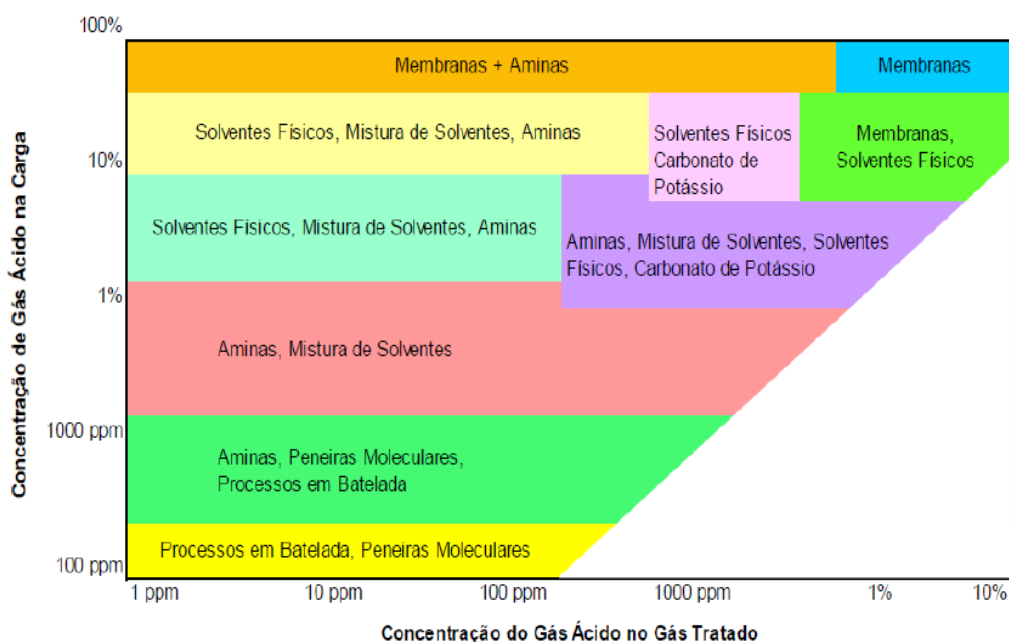 100%
Membranas + Aminas
Membranas
Solventes Físicos, Mistura de Solventes, Aminas
Solventes Físicos
Carbonato de
Potássio
Membranas,
Solventes Físicos
10%
Solventes Físicos, Mistura de Solventes, Aminas
Aminas, Mistura de Solventes, Solventes
Físicos, Carbonato de Potássio
1%
Aminas, Mistura de Solventes
1000 ppm
Aminas, Peneiras Moleculares,
Processos em Batelada
Processos em Batelada, Peneiras Moleculares
100 ppm
Concentração de Gás Ácido na Carga
1 ppm
10 ppm
100 ppm
1000 ppm
1%
10%
Concentração do Gás Ácido no Gás Tratado